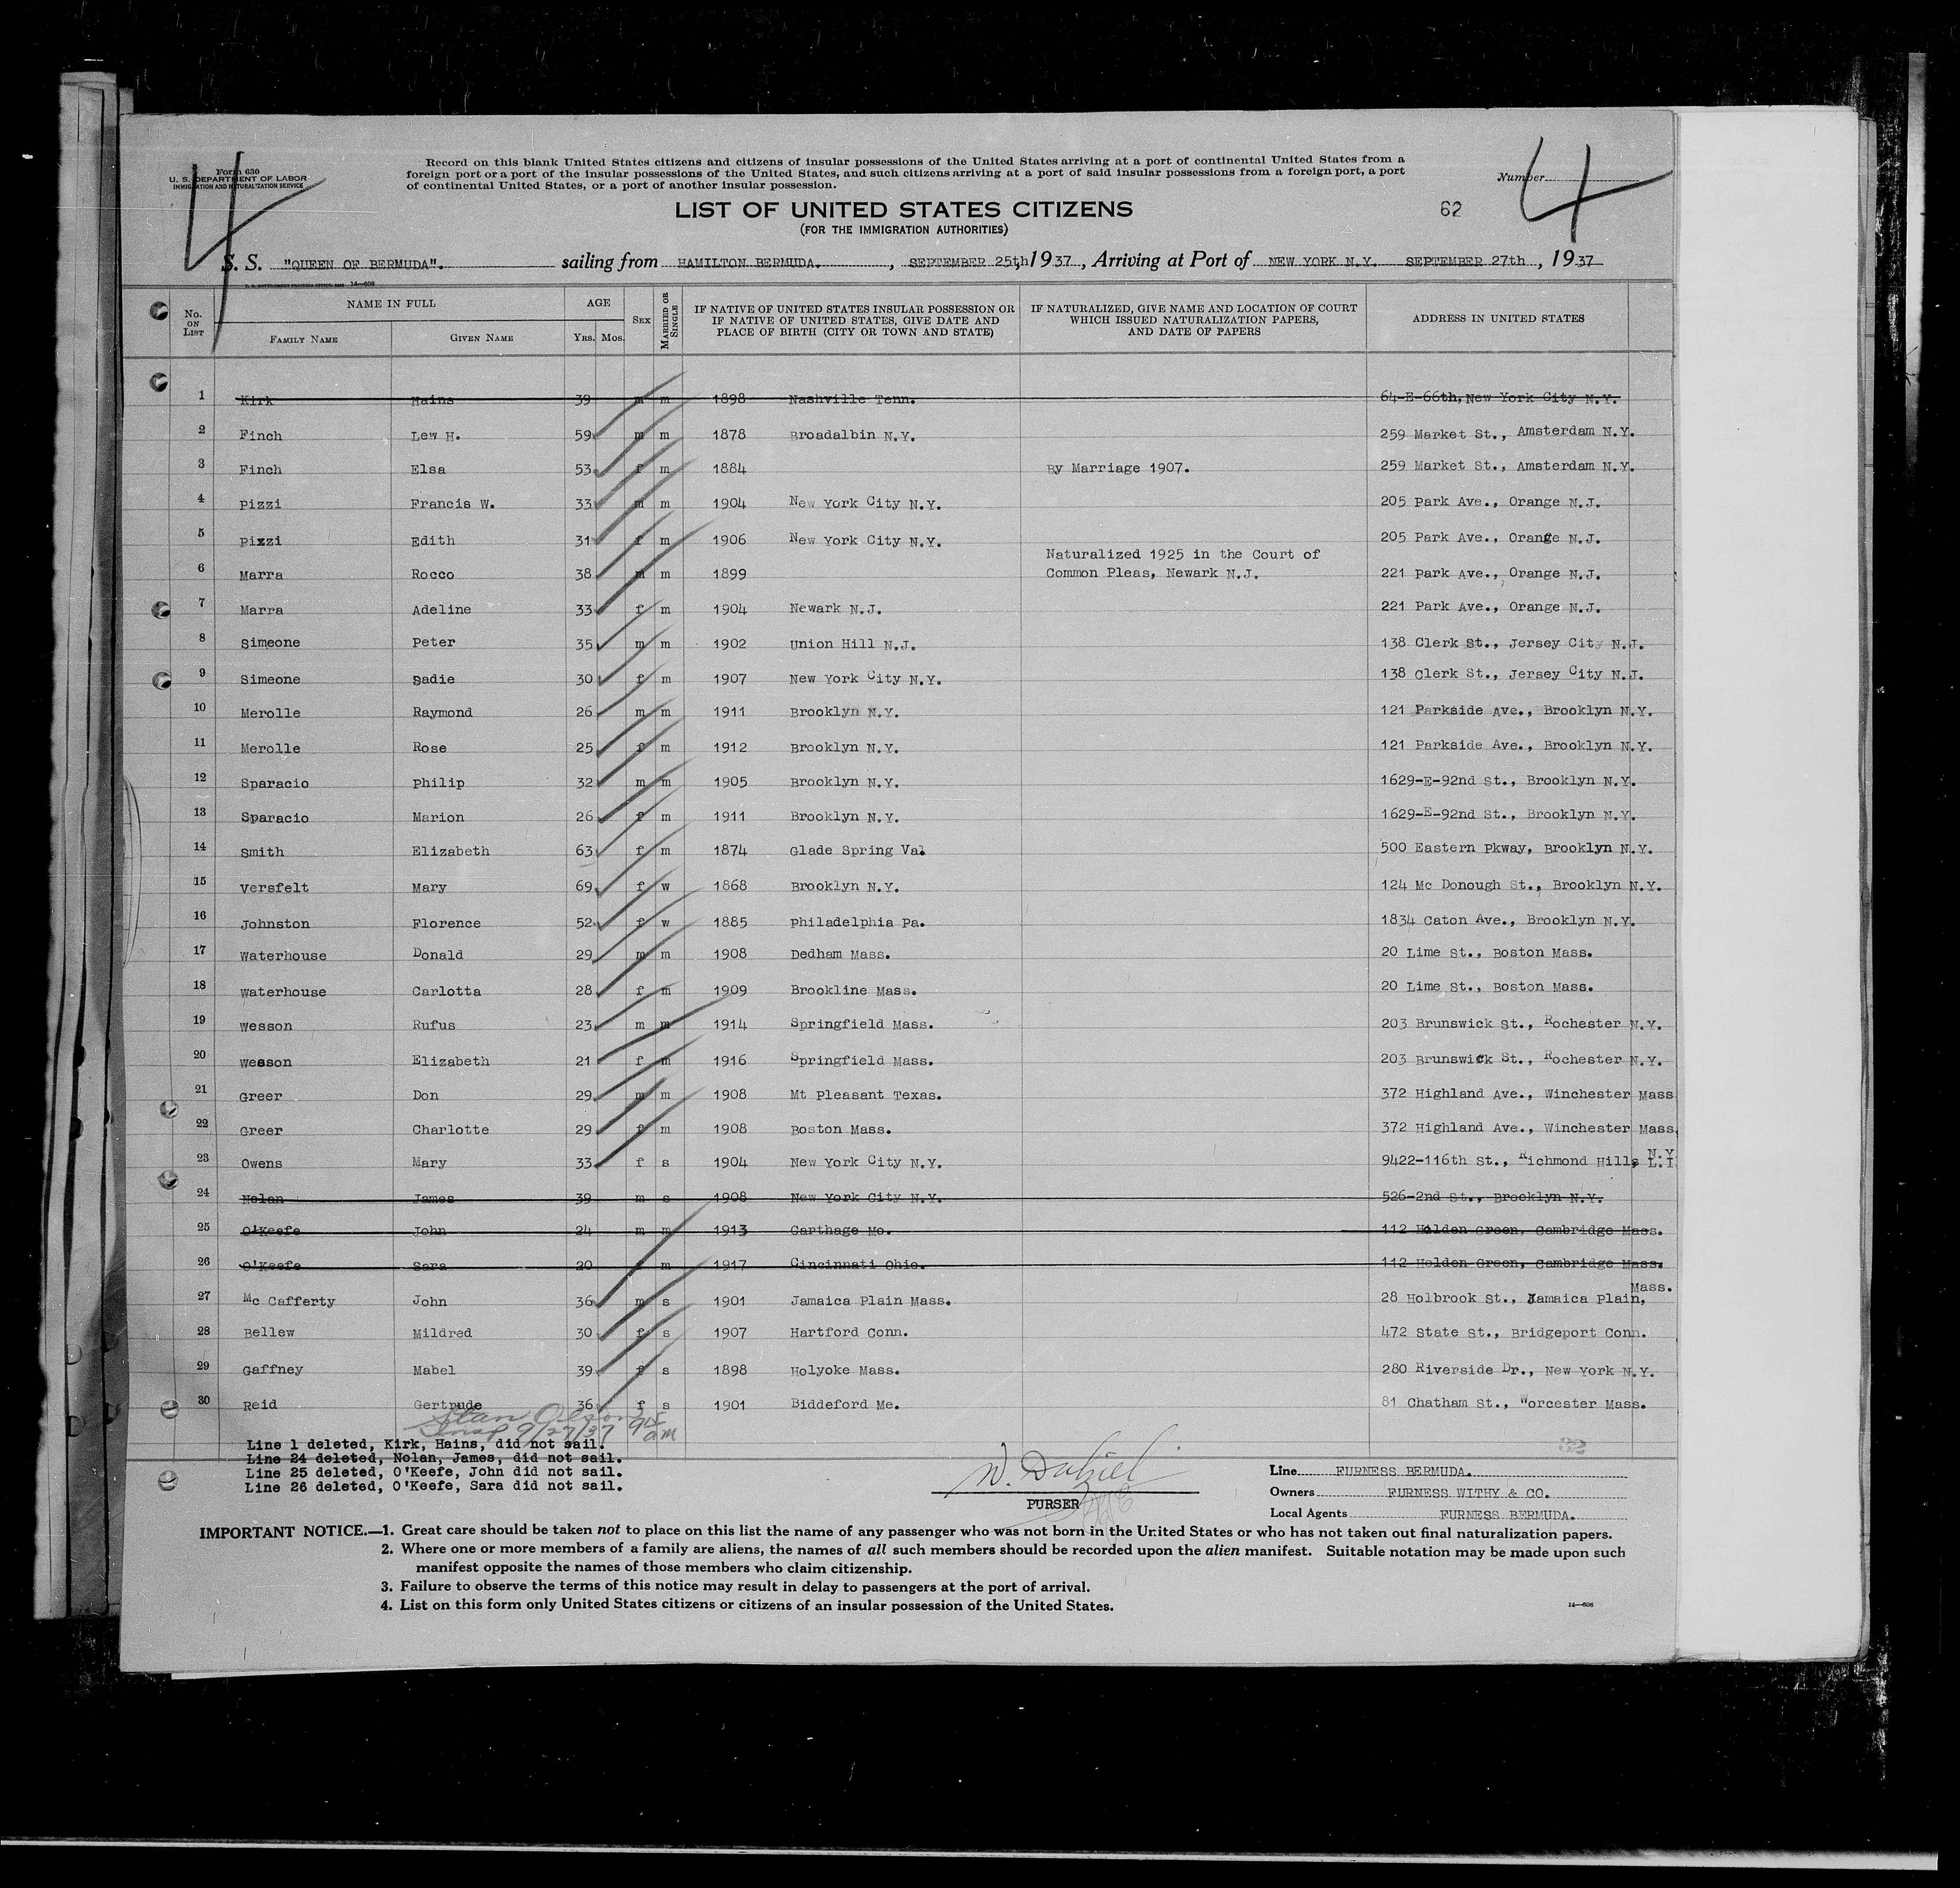 Form 630
U. S. DEPARTMENT OF LABOR
IMMIGRATION AND NATURALIZATION SERVICE
Record on this blank United States citizens and citizens of insular possessions of the United States arriving at a port of continental United States from a
foreign port or a port of the insular possessions of the United States, and such citizens arriving at a port of said insular possessions from a foreign port, a port
of continental United States, or a port of another insular possession.
Number
4
4
LIST OF UNITED STATES CITIZENS
62
(FOR THE IMMIGRATION AUTHORITIES)
S. S. "QUEEN OF BERMUDA". sailing from HAMILTON BERMUDA. , SEPTEMBER 25th 1937 , Arriving at Port of NEW YORK N.Y. SEPTEMBER 27th , 1937
14—608
No. ON LIST NAME IN FULL FAMILY NAME GIVEN NAME AGE YRS. MOS. SEX MARRIED OR SINGLE IF NATIVE OF UNITED STATES INSULAR POSSESSION OR IF NATIVE OF UNITED STATES, GIVE DATE AND PLACE OF BIRTH (CITY OR TOWN AND STATE) IF NATURALIZED, GIVE NAME AND LOCATION OF COURT WHICH ISSUED NATURALIZATION PAPERS, AND DATE OF PAPERS ADDRESS IN UNITED STATES
1 Kirk Hains 39 m m 1898 Nashville Tenn. 64-E-66th, New York City N.Y.
2 Finch Lew H. 59 m m 1878 Broadalbin N.Y. 259 Market St., Amsterdam N.Y.
3 Finch Elsa 53 f m 1884 By Marriage 1907. 259 Market St., Amsterdam N.Y.
4 Pizzi Francis W. 33 m m 1904 New York City N.Y. 205 Park Ave., Orange N.J.
5 Pizzi Edith 31 f m 1906 New York City N.Y. 205 Park Ave., Orange N.J.
6 Marra Rocco 38 m m 1899 Naturalized 1925 in the Court of Common Pleas, Newark N.J. 221 Park Ave., Orange N.J.
7 Marra Adeline 33 f m 1904 Newark N.J. 221 Park Ave., Orange N.J.
8 Simeone Peter 35 m m 1902 Union Hill N.J. 138 Clerk St., Jersey City N.J.
9 Simeone Sadie 30 f m 1907 New York City N.Y. 138 Clerk St., Jersey City N.J.
10 Merolle Raymond 26 m m 1911 Brooklyn N.Y. 121 Parkside Ave., Brooklyn N.Y.
11 Merolle Rose 25 f m 1912 Brooklyn N.Y. 121 Parkside Ave., Brooklyn N.Y.
12 Sparacio Philip 32 m m 1905 Brooklyn N.Y. 1629-E-92nd St., Brooklyn N.Y.
13 Sparacio Marion 26 f m 1911 Brooklyn N.Y. 1629-E-92nd St., Brooklyn N.Y.
14 Smith Elizabeth 63 f m 1874 Glade Spring Va. 500 Eastern Pkway, Brooklyn N.Y.
15 Versfelt Mary 69 f w 1868 Brooklyn N.Y. 124 Mc Donough St., Brooklyn N.Y.
16 Johnston Florence 52 f w 1885 Philadelphia Pa. 1834 Caton Ave., Brooklyn N.Y.
17 Waterhouse Donald 29 m m 1908 Dedham Mass. 20 Lime St., Boston Mass.
18 Waterhouse Carlotta 28 f m 1909 Brookline Mass. 20 Lime St., Boston Mass.
19 Wesson Rufus 23 m m 1914 Springfield Mass. 203 Brunswick St., Rochester N.Y.
20 Wesson Elizabeth 21 f m 1916 Springfield Mass. 203 Brunswick St., Rochester N.Y.
21 Greer Don 29 m m 1908 Mt Pleasant Texas. 372 Highland Ave., Winchester Mass
22 Greer Charlotte 29 f m 1908 Boston Mass. 372 Highland Ave., Winchester Mass.
23 Owens Mary 33 f s 1904 New York City N.Y. 9422-116th St., Richmond Hills L.I N.Y
24 Nolan James 39 m s 1908 New York City N.Y. 526-2nd St., Brooklyn N.Y.
25 O'Keefe John 24 m m 1913 Carthage Mo. 112 Holden Green, Cambridge Mass.
26 O'Keefe Sara 20 f m 1917 Cincinnati Ohio. 112 Holden Green, Cambridge Mass.
27 Mc Cafferty John 36 m s 1901 Jamaica Plain Mass. 28 Holbrook St., Jamaica Plain, Mass.
28 Bellew Mildred 30 f s 1907 Hartford Conn. 472 State St., Bridgeport Conn.
29 Gaffney Mabel 39 f s 1898 Holyoke Mass. 280 Riverside Dr., New York N.Y.
30 Reid Gertrude 36 f s 1901 Biddeford Me. 81 Chatham St., Worcester Mass.
Stan Olson
Insp 9/27/37 9 15 am
32
Line 1 deleted, Kirk, Hains, did not sail.
Line 24 deleted, Nolan, James, did not sail.
Line 25 deleted, O'Keefe, John did not sail.
Line 26 deleted, O'Keefe, Sara did not sail.
PURSER
Line FURNESS BERMUDA.
Owners FURNESS WITHY & CO.
Local Agents FURNESS BERMUDA.
IMPORTANT NOTICE.—1. Great care should be taken not to place on this list the name of any passenger who was not born in the United States or who has not taken out final naturalization papers.
2. Where one or more members of a family are aliens, the names of all such members should be recorded upon the alien manifest. Suitable notation may be made upon such
manifest opposite the names of those members who claim citizenship.
3. Failure to observe the terms of this notice may result in delay to passengers at the port of arrival.
4. List on this form only United States citizens or citizens of an insular possession of the United States.
14—608